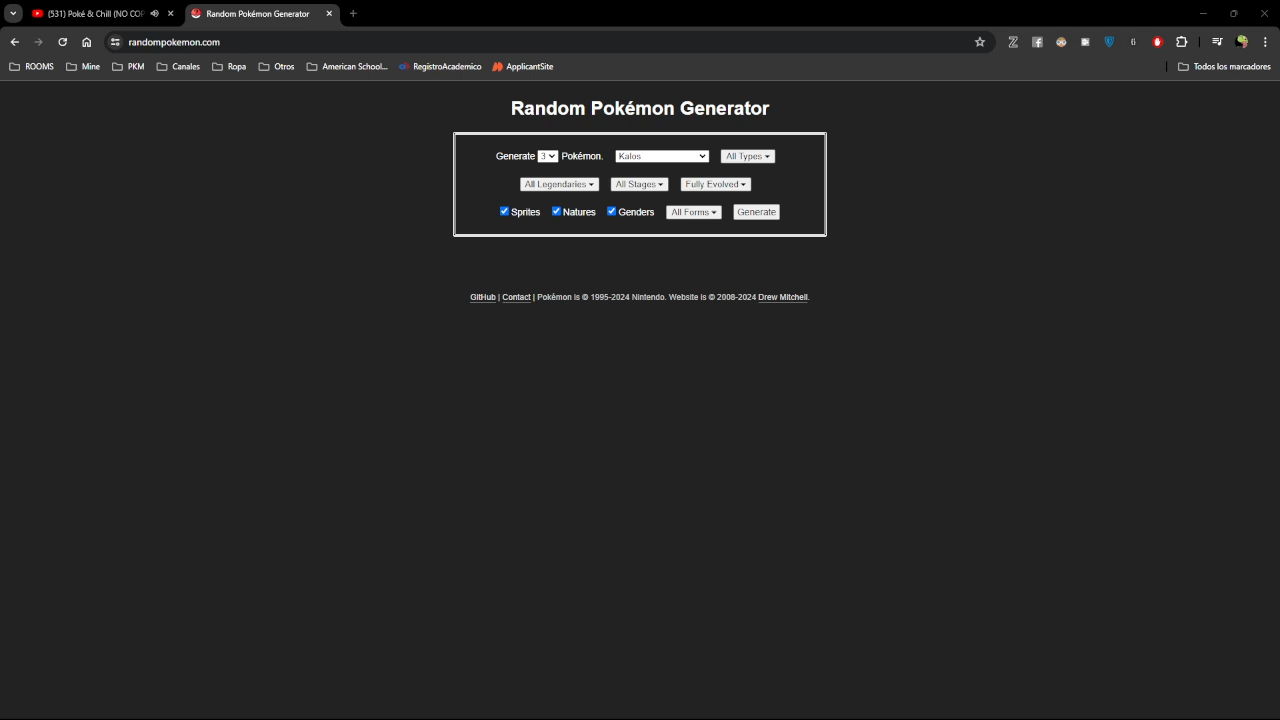 (531) Poké & Chill (NO COP
Random Pokémon Generator
randompokemon.com
ROOMS
Mine
PKM
Canales
Ropa
Otros
American School...
RegistroAcademico
ApplicantSite
Todos los marcadores
Random Pokémon Generator
Generate 3 Pokémon. Kalos All Types
All Legendaries All Stages Fully Evolved
Sprites Natures Genders All Forms Generate
GitHub | Contact | Pokémon is © 1995-2024 Nintendo. Website is © 2008-2024 Drew Mitchell.